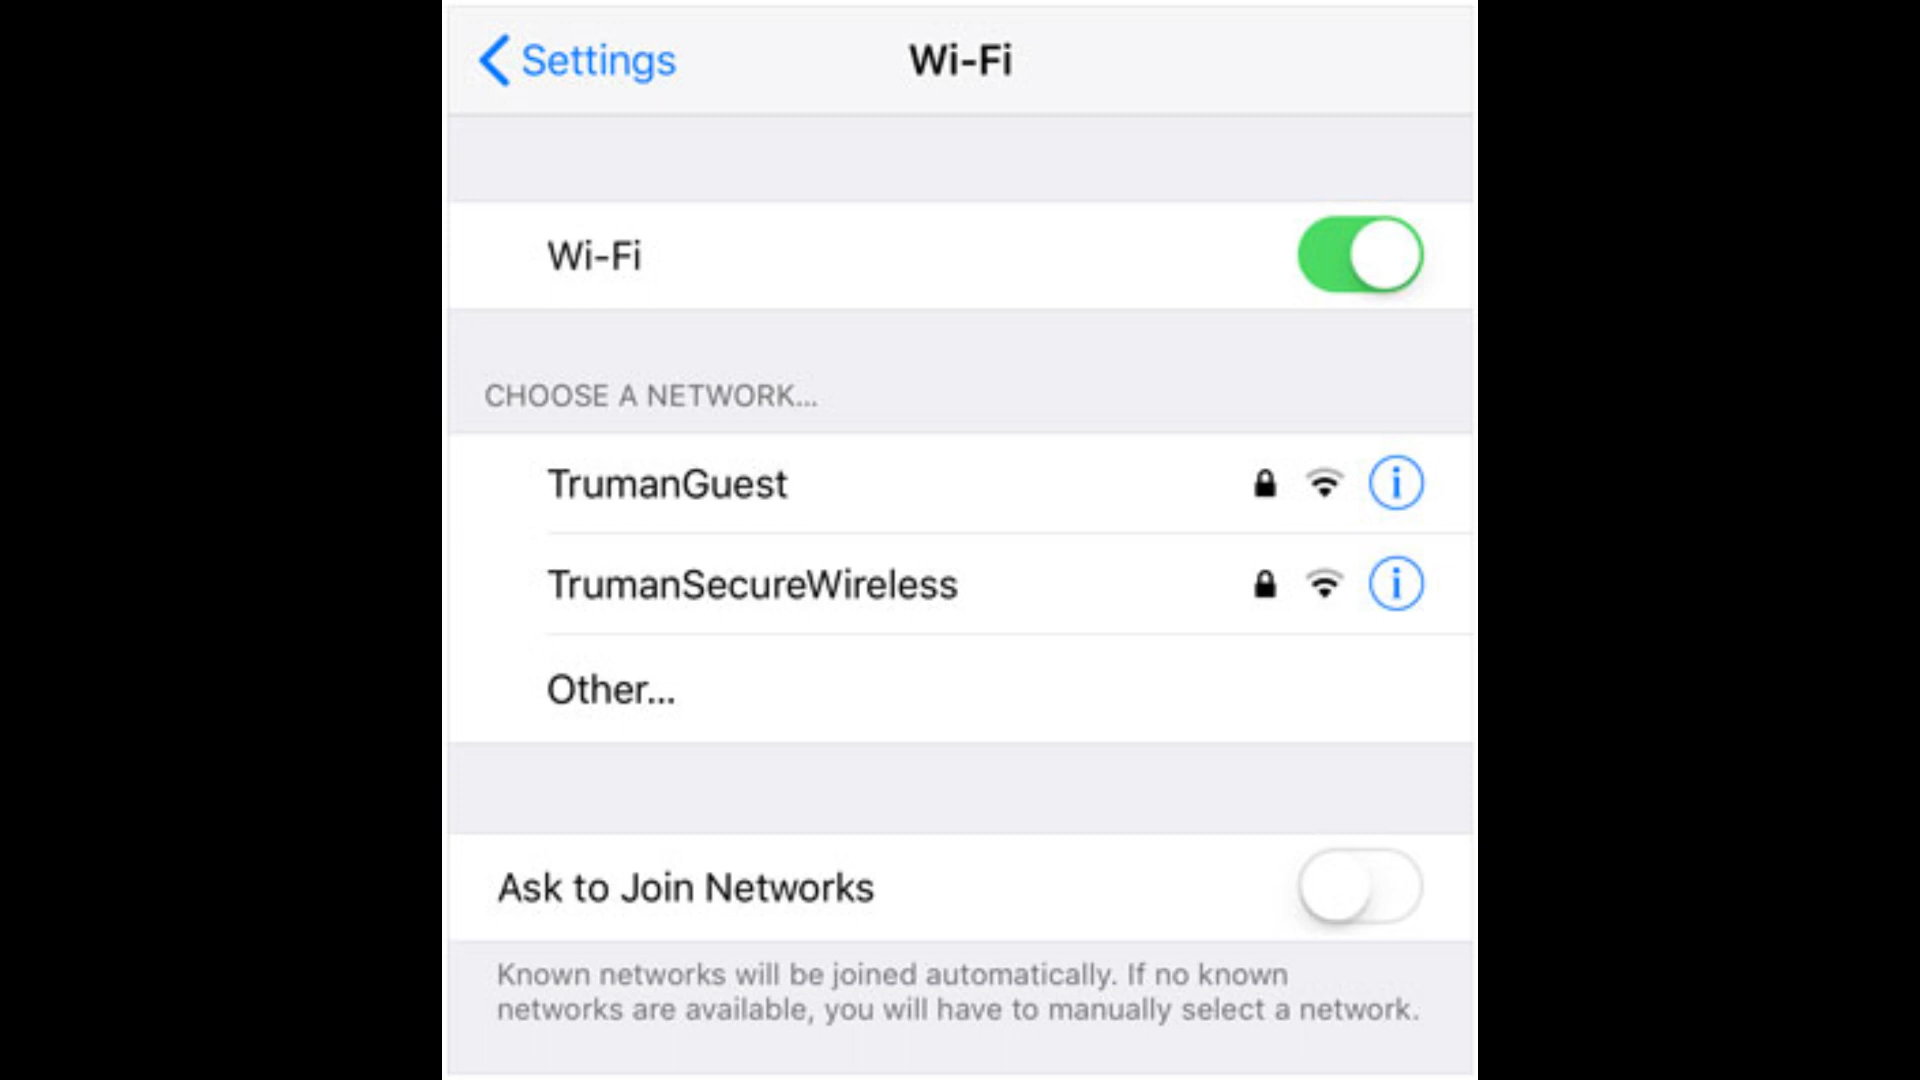 Settings
Wi-Fi
Wi-Fi
CHOOSE A NETWORK...
TrumanGuest
TrumanSecureWireless
Other...
Ask to Join Networks
Known networks will be joined automatically. If no known
networks are available, you will have to manually select a network.